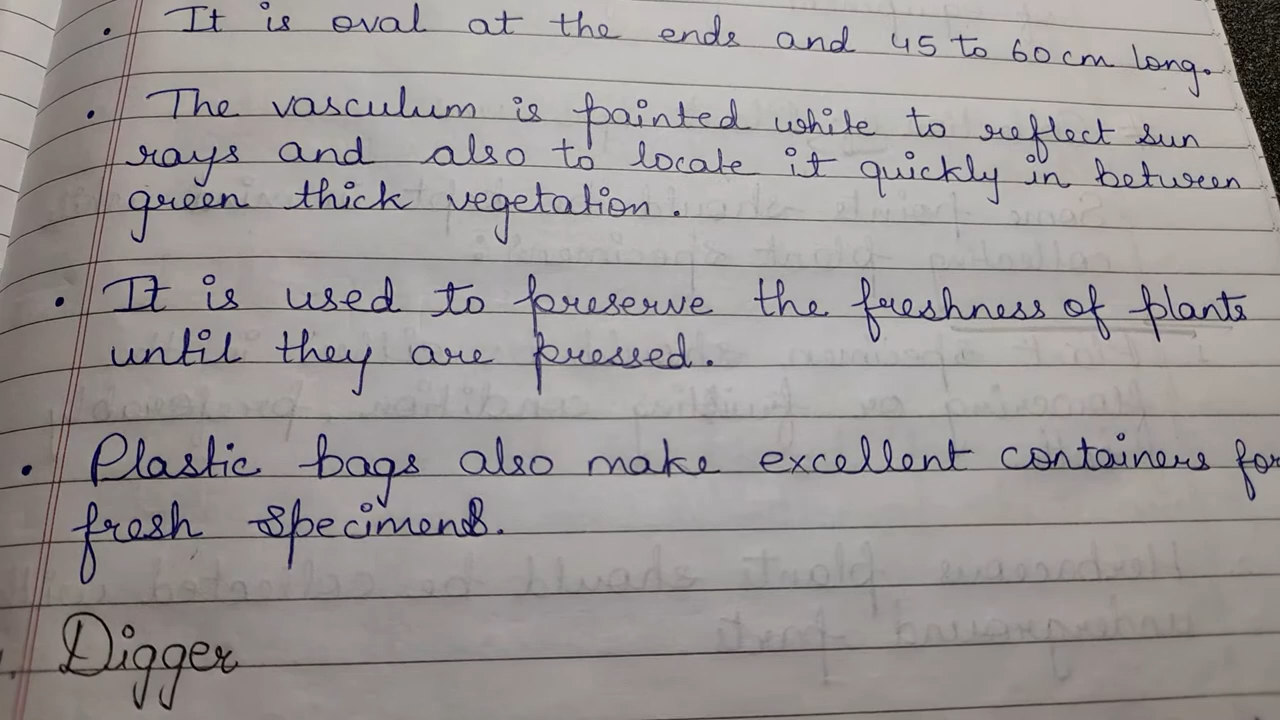 • It is oval at the ends and 45 to 60 cm long.
• The vasculum is painted white to reflect sun
rays and also to locate it quickly in between
green thick vegetation.
• It is used to preserve the freshness of plants
until they are pressed.
• Plastic bags also make excellent containers for
fresh specimens.
Digger